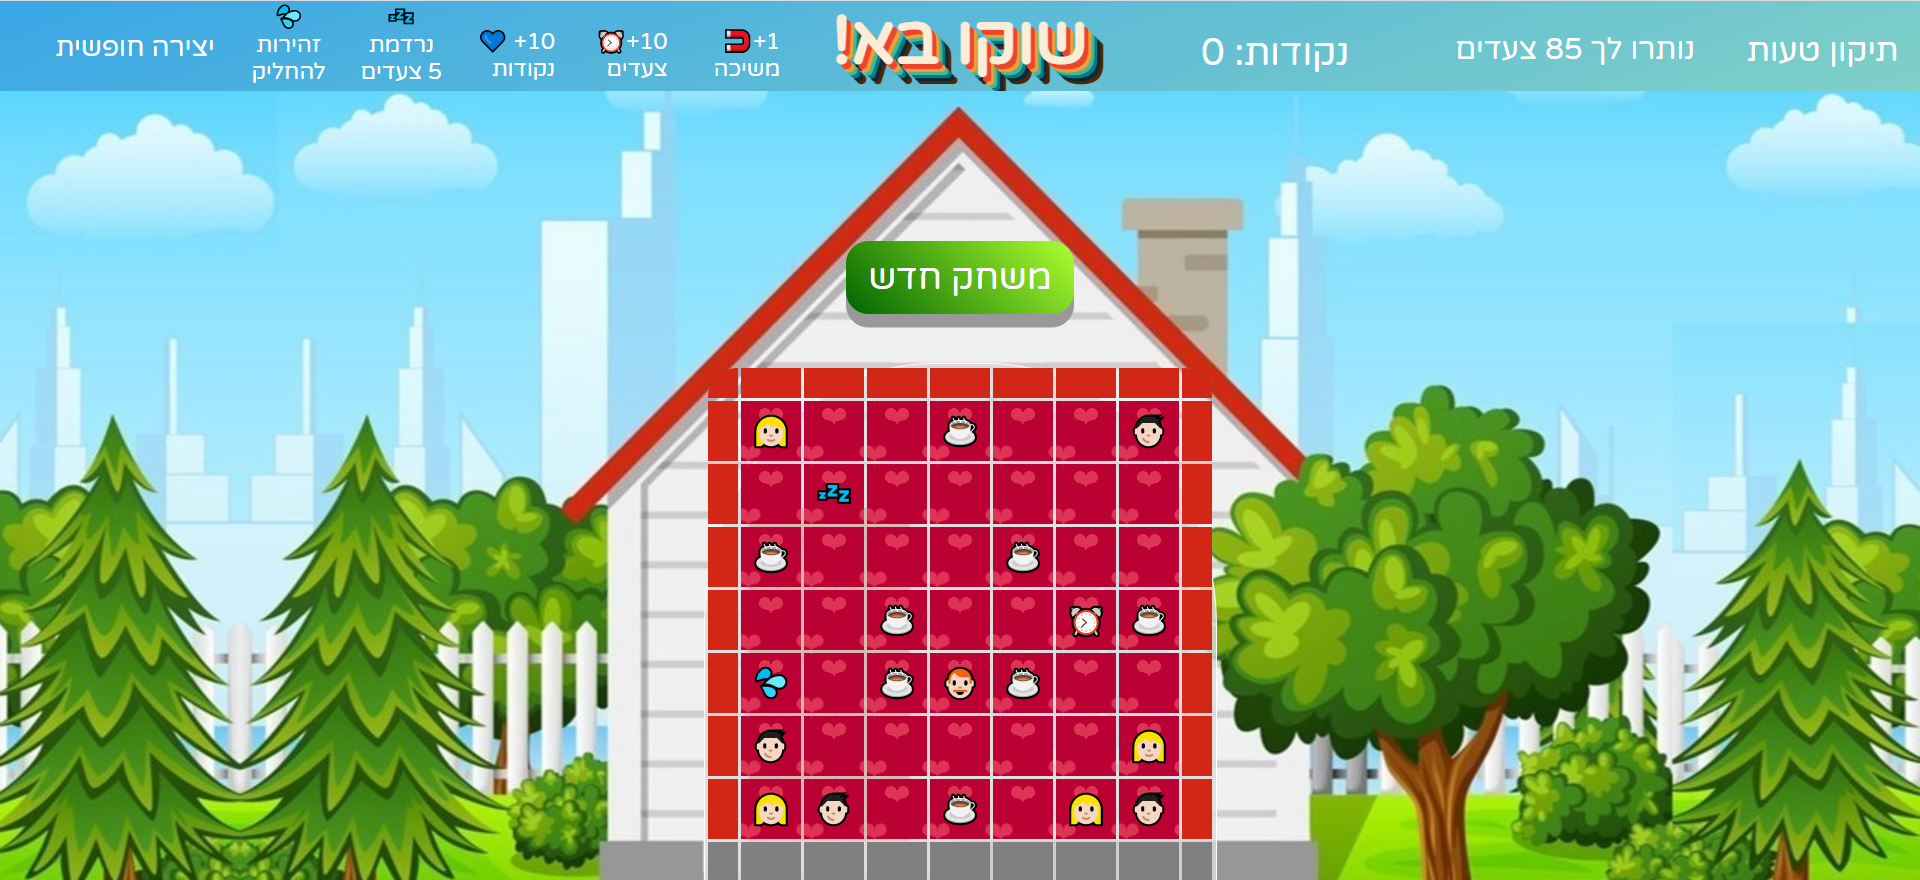 תיקון טעות
נותרו לך 85 צעדים
נקודות: 0
שוקו בא!
+1
משיכה
+10
צעדים
+10
נקודות
נרדמת
5 צעדים
זהירות
להחליק
יצירה חופשית
משחק חדש